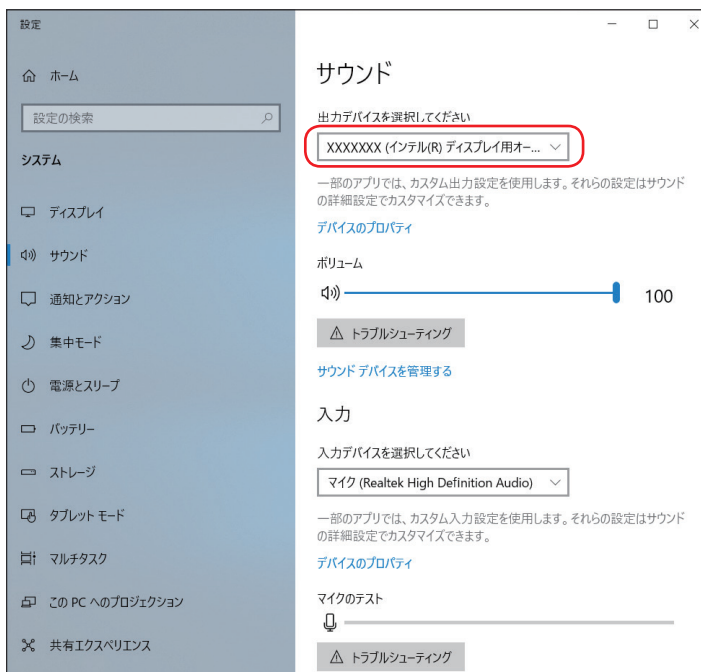 設定
ホーム
設定の検索
システム
ディスプレイ
サウンド
通知とアクション
集中モード
電源とスリープ
バッテリー
ストレージ
タブレット モード
マルチタスク
この PC へのプロジェクション
共有エクスペリエンス
サウンド
出力デバイスを選択してください
XXXXXXX (インテル(R) ディスプレイ用オー...
一部のアプリでは、カスタム出力設定を使用します。それらの設定はサウンド
の詳細設定でカスタマイズできます。
デバイスのプロパティ
ボリューム
100
トラブルシューティング
サウンド デバイスを管理する
入力
入力デバイスを選択してください
マイク (Realtek High Definition Audio)
一部のアプリでは、カスタム入力設定を使用します。それらの設定はサウンド
の詳細設定でカスタマイズできます。
デバイスのプロパティ
マイクのテスト
トラブルシューティング